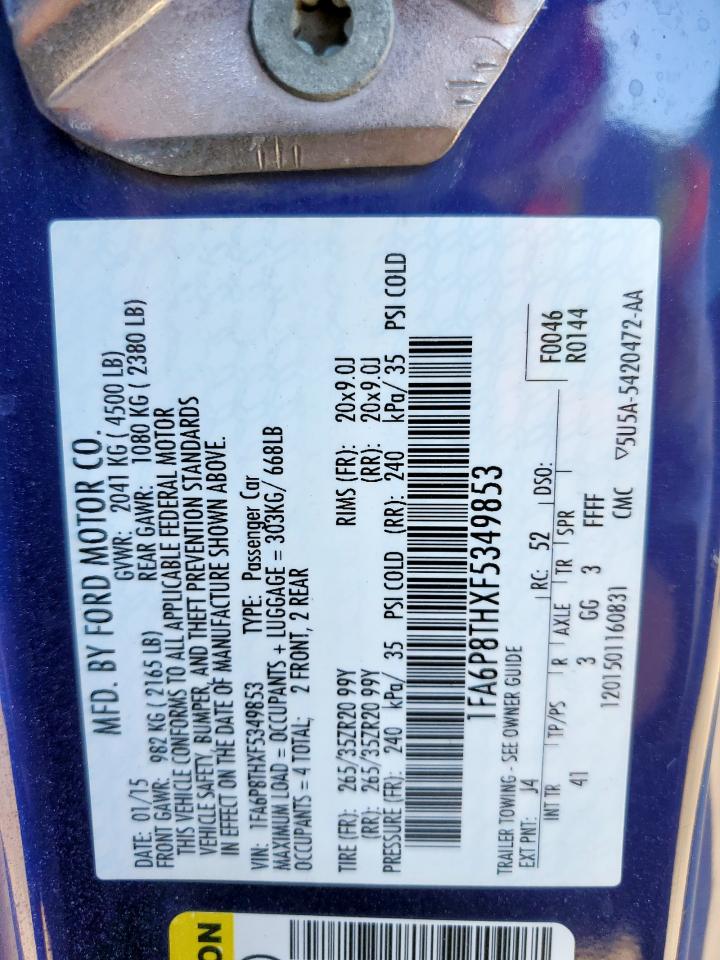 MFD. BY FORD MOTOR CO.
DATE: 01/15 GVWR: 2041 KG ( 4500 LB)
FRONT GAWR: 982 KG ( 2165 LB) REAR GAWR: 1080 KG ( 2380 LB)
THIS VEHICLE CONFORMS TO ALL APPLICABLE FEDERAL MOTOR
VEHICLE SAFETY, BUMPER, AND THEFT PREVENTION STANDARDS
IN EFFECT ON THE DATE OF MANUFACTURE SHOWN ABOVE.
VIN: 1FA6P8THXF5349853 TYPE: Passenger Car
MAXIMUM LOAD = OCCUPANTS + LUGGAGE = 303KG/ 668LB
OCCUPANTS = 4 TOTAL; 2 FRONT, 2 REAR
TIRE (FR): 265/35ZR20 99Y RIMS (FR): 20x9.0J
(RR): 265/35ZR20 99Y (RR): 20x9.0J
PRESSURE (FR): 240 kPa/ 35 PSI COLD (RR): 240 kPa/ 35 PSI COLD
1FA6P8THXF5349853
TRAILER TOWING - SEE OWNER GUIDE
F0046
EXT PNT: J4 RC: 52 DSO: R0144
INT TR TP/PS R AXLE TR SPR
41 3 GG 3 FFFF
1201501160831 CMC ▽5U5A-5420472-AA
ON